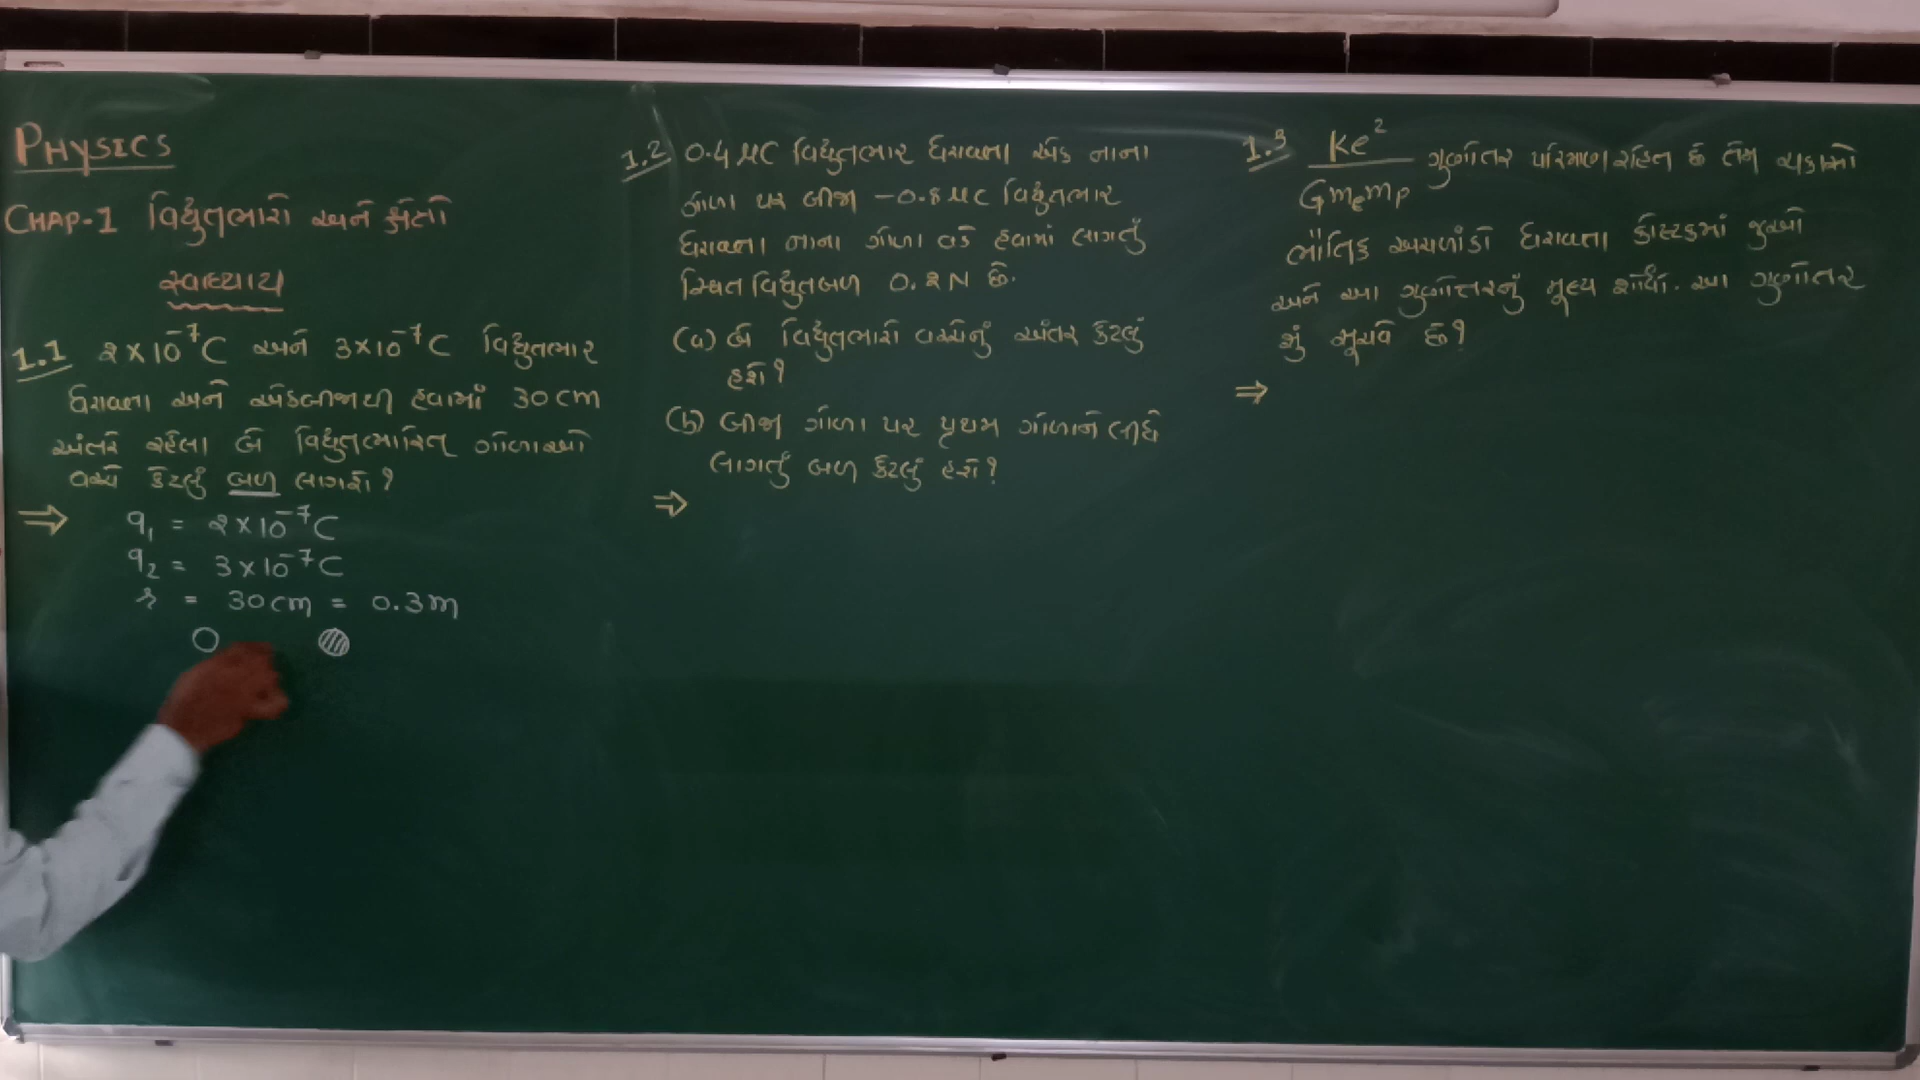 PHYSICS
CHAP-1 વિદ્યુતભારો અને ક્ષેત્રો
સ્વાધ્યાય
1.1 2×10⁻⁷C અને 3×10⁻⁷C વિદ્યુતભાર
ધરાવતા અને એકબીજાથી હવામાં 30cm
અંતરે રહેલા બે વિદ્યુતભારિત ગોળાઓ
વચ્ચે કેટલું બળ લાગશે?
⇒ q₁ = 2×10⁻⁷C
q₂ = 3×10⁻⁷C
r = 30cm = 0.3m
1.2 0.4 μC વિદ્યુતભાર ધરાવતા એક નાના
ગોળા પર બીજા -0.8 μC વિદ્યુતભાર
ધરાવતા નાના ગોળા વડે હવામાં લાગતું
સ્થિત વિદ્યુતબળ 0.2N છે.
(a) બે વિદ્યુતભારો વચ્ચેનું અંતર કેટલું
હશે?
(b) બીજા ગોળા પર પ્રથમ ગોળાને લીધે
લાગતું બળ કેટલું હશે?
⇒
1.3 Ke²/GmₑmP ગુણોતર પરિમાણ રહિત છે તેમ ચકાસો
ભૌતિક અચળાંકો ધરાવતા કોસ્ટકમાં જુઓ
અને આ ગુણોત્તરનું મૂલ્ય શોધો. આ ગુણોતર
શું સૂચવે છે?
⇒